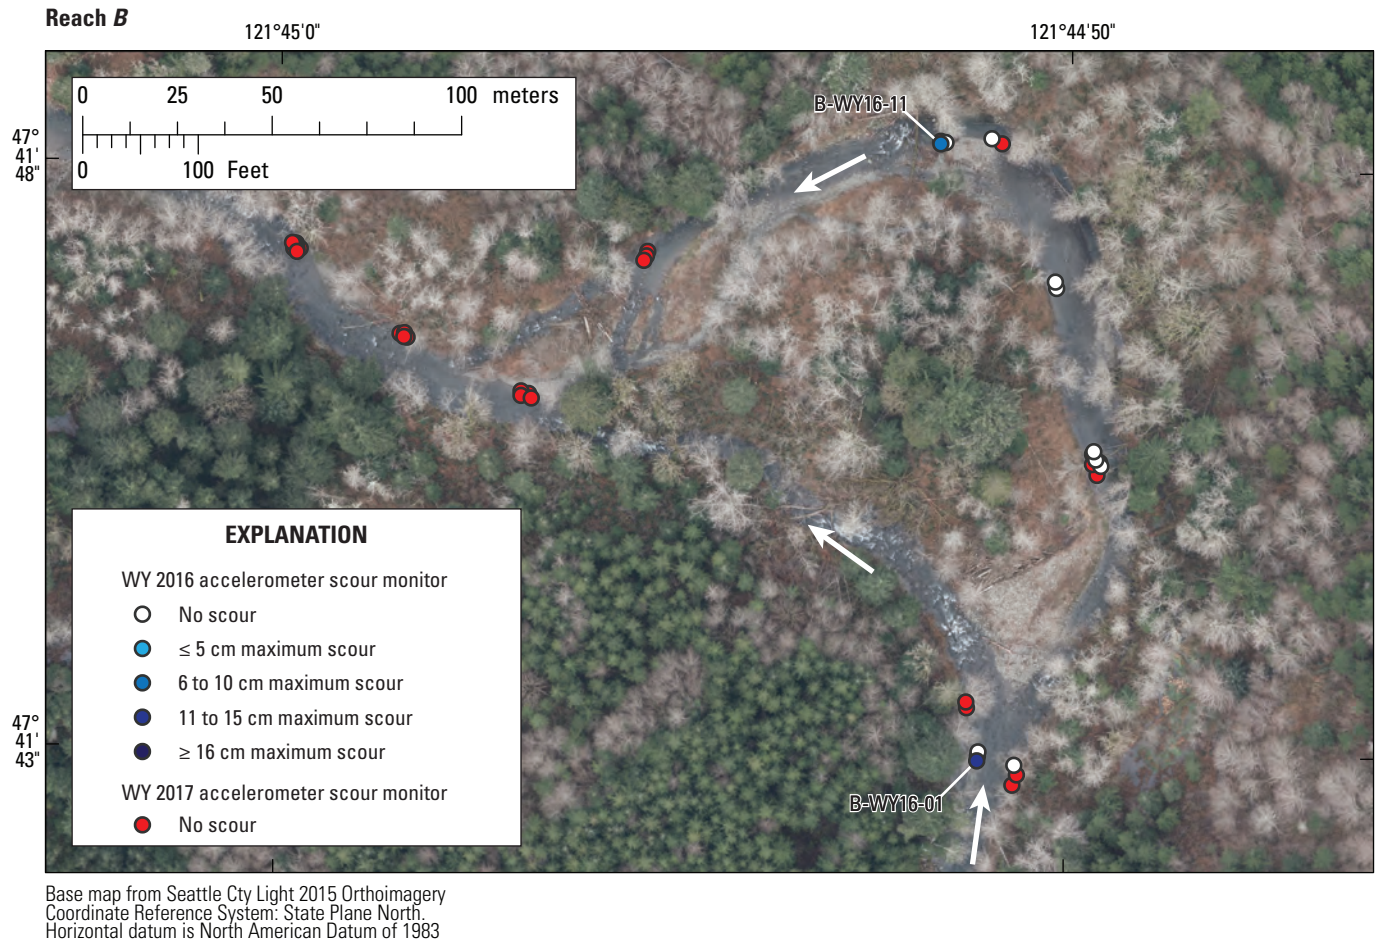 Reach B
121°45'0"
121°44'50"
0 25 50 100 meters
0 100 Feet
47°
41'
48"
B-WY16-11
EXPLANATION
WY 2016 accelerometer scour monitor
No scour
≤ 5 cm maximum scour
6 to 10 cm maximum scour
11 to 15 cm maximum scour
≥ 16 cm maximum scour
WY 2017 accelerometer scour monitor
No scour
47°
41'
43"
B-WY16-01
Base map from Seattle Cty Light 2015 Orthoimagery
Coordinate Reference System: State Plane North.
Horizontal datum is North American Datum of 1983